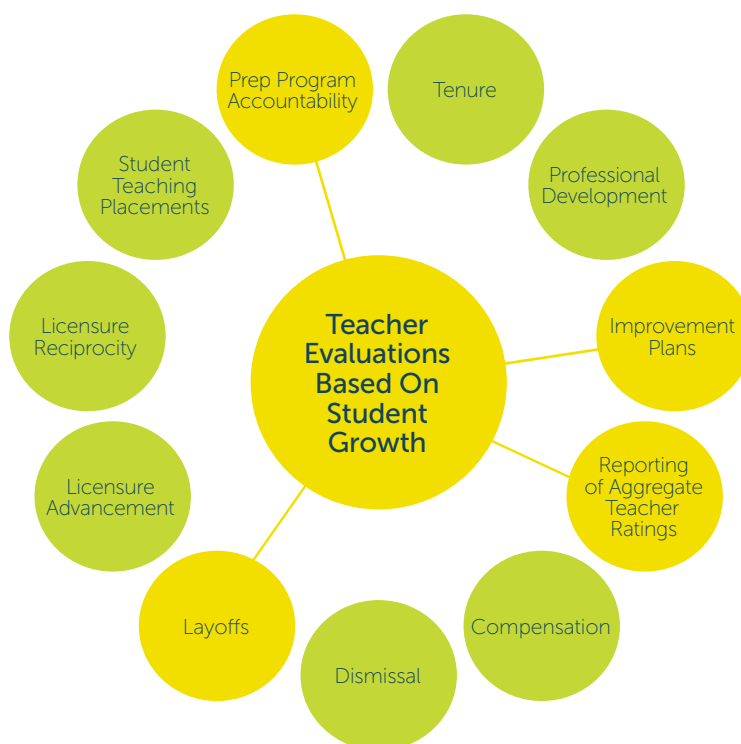 Prep Program
Accountability
Tenure
Student
Teaching
Placements
Professional
Development
Licensure
Reciprocity
Teacher
Evaluations
Based On
Student
Growth
Improvement
Plans
Licensure
Advancement
Reporting
of Aggregate
Teacher
Ratings
Layoffs
Compensation
Dismissal